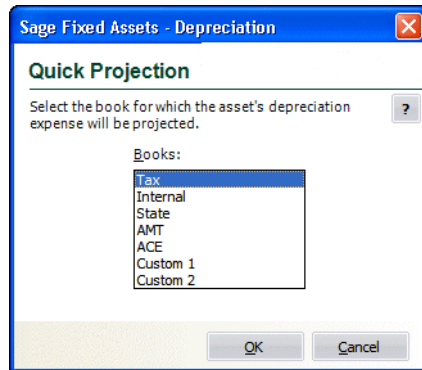 Sage Fixed Assets - Depreciation
Quick Projection
Select the book for which the asset's depreciation
expense will be projected.
?
Books:
Tax
Internal
State
AMT
ACE
Custom 1
Custom 2
OK
Cancel